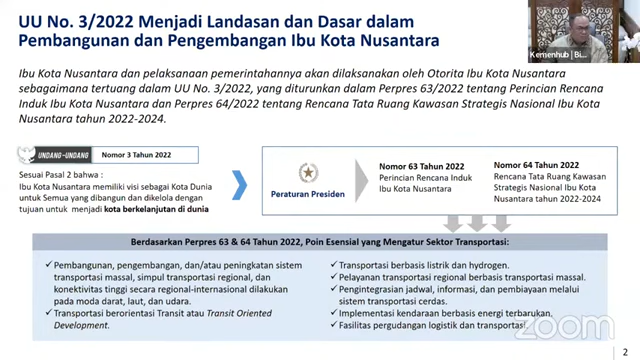 UU No. 3/2022 Menjadi Landasan dan Dasar dalam
Pembangunan dan Pengembangan Ibu Kota Nusantara
Kemenhub | Bi...
Ibu Kota Nusantara dan pelaksanaan pemerintahannya akan dilaksanakan oleh Otorita Ibu Kota Nusantara
sebagaimana tertuang dalam UU No. 3/2022, yang diturunkan dalam Perpres 63/2022 tentang Perincian Rencana
Induk Ibu Kota Nusantara dan Perpres 64/2022 tentang Rencana Tata Ruang Kawasan Strategis Nasional Ibu Kota
Nusantara tahun 2022-2024.
UNDANG-UNDANG
Nomor 3 Tahun 2022
Sesuai Pasal 2 bahwa :
Ibu Kota Nusantara memiliki visi sebagai Kota Dunia
untuk Semua yang dibangun dan dikelola dengan
tujuan untuk menjadi kota berkelanjutan di dunia
Peraturan Presiden
Nomor 63 Tahun 2022
Perincian Rencana Induk
Ibu Kota Nusantara
Nomor 64 Tahun 2022
Rencana Tata Ruang Kawasan
Strategis Nasional Ibu Kota
Nusantara tahun 2022-2024
Berdasarkan Perpres 63 & 64 Tahun 2022, Poin Esensial yang Mengatur Sektor Transportasi:
✓ Pembangunan, pengembangan, dan/atau peningkatan sistem
transportasi massal, simpul transportasi regional, dan
konektivitas tinggi secara regional-internasional dilakukan
pada moda darat, laut, dan udara.
✓ Transportasi berorientasi Transit atau Transit Oriented
Development.
✓ Transportasi berbasis listrik dan hydrogen.
✓ Pelayanan transportasi regional berbasis transportasi massal.
✓ Pengintegrasian jadwal, informasi, dan pembiayaan melalui
sistem transportasi cerdas.
✓ Implementasi kendaraan berbasis energi terbarukan.
✓ Fasilitas pergudangan logistik dan transportasi.
zoom
2